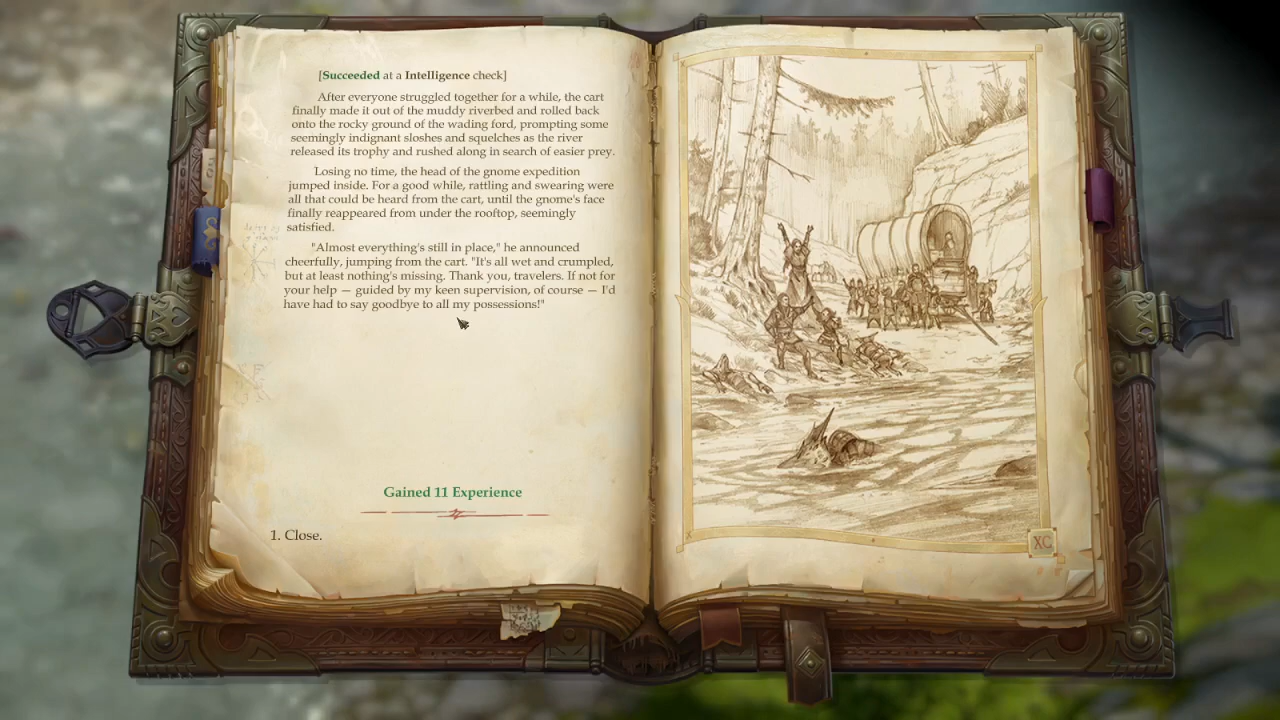 [Succeeded at a Intelligence check]
After everyone struggled together for a while, the cart
finally made it out of the muddy riverbed and rolled back
onto the rocky ground of the wading ford, prompting some
seemingly indignant sloshes and squelches as the river
released its trophy and rushed along in search of easier prey.
Losing no time, the head of the gnome expedition
jumped inside. For a good while, rattling and swearing were
all that could be heard from the cart, until the gnome's face
finally reappeared from under the rooftop, seemingly
satisfied.
"Almost everything's still in place," he announced
cheerfully, jumping from the cart. "It's all wet and crumpled,
but at least nothing's missing. Thank you, travelers. If not for
your help — guided by my keen supervision, of course — I'd
have had to say goodbye to all my possessions!"
Gained 11 Experience
1. Close.
XC